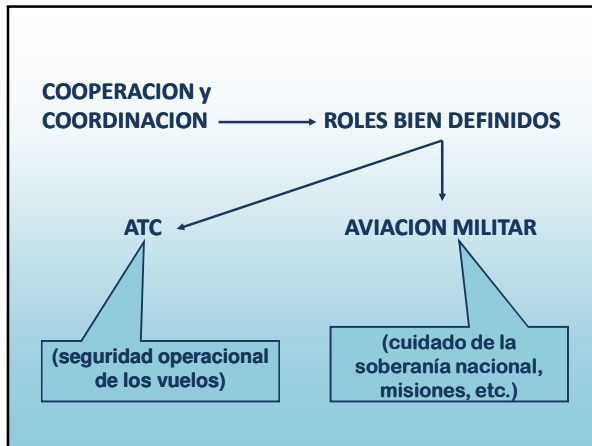 COOPERACION y
COORDINACION
ROLES BIEN DEFINIDOS
ATC
AVIACION MILITAR
(seguridad operacional
de los vuelos)
(cuidado de la
soberanía nacional,
misiones, etc.)